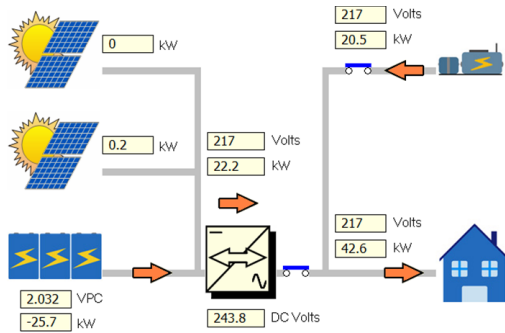 0 kW
217 Volts
20.5 kW
0.2 kW
217 Volts
22.2 kW
217 Volts
42.6 kW
2.032 VPC
-25.7 kW
243.8 DC Volts